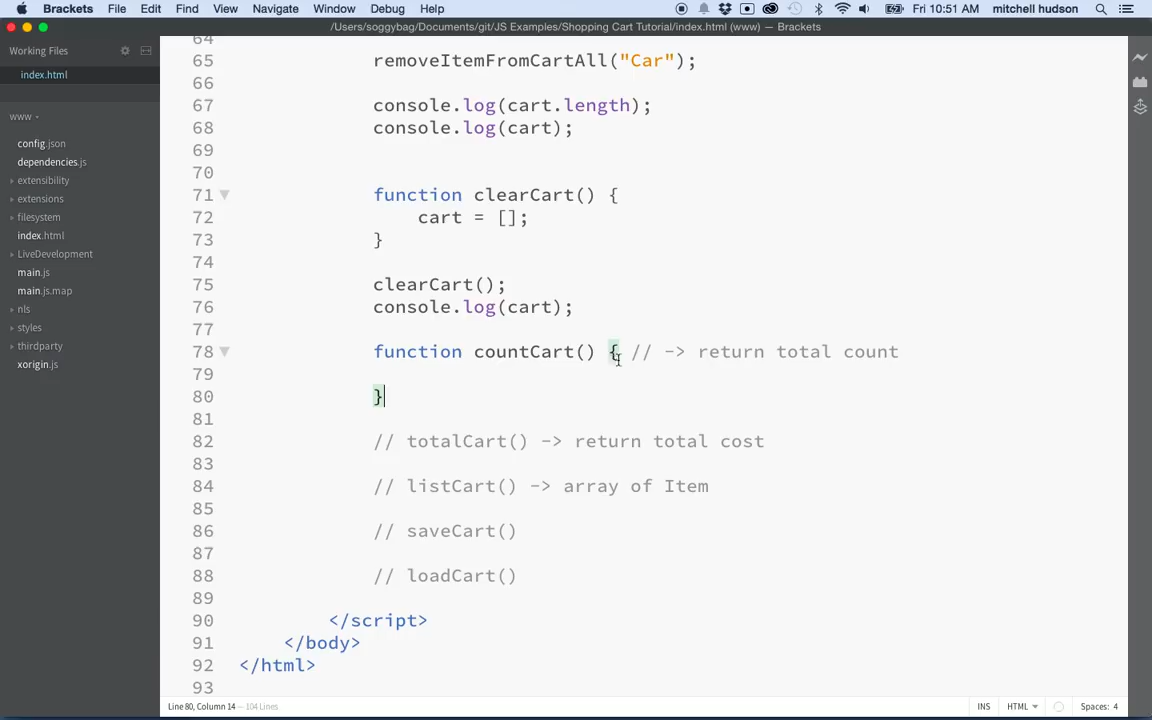 Brackets File Edit Find View Navigate Window Debug Help Fri 10:51 AM mitchell hudson
/Users/soggybag/Documents/git/JS Examples/Shopping Cart Tutorial/index.html (www) — Brackets
Working Files
index.html
www
config.json
dependencies.js
extensibility
extensions
filesystem
index.html
LiveDevelopment
main.js
main.js.map
nls
styles
thirdparty
xorigin.js
64
65 removeItemFromCartAll("Car");
66
67 console.log(cart.length);
68 console.log(cart);
69
70
71 function clearCart() {
72 cart = [];
73 }
74
75 clearCart();
76 console.log(cart);
77
78 function countCart() { // -> return total count
79
80 }
81
82 // totalCart() -> return total cost
83
84 // listCart() -> array of Item
85
86 // saveCart()
87
88 // loadCart()
89
90 </script>
91 </body>
92 </html>
93
Line 80, Column 14 — 104 Lines INS HTML Spaces: 4